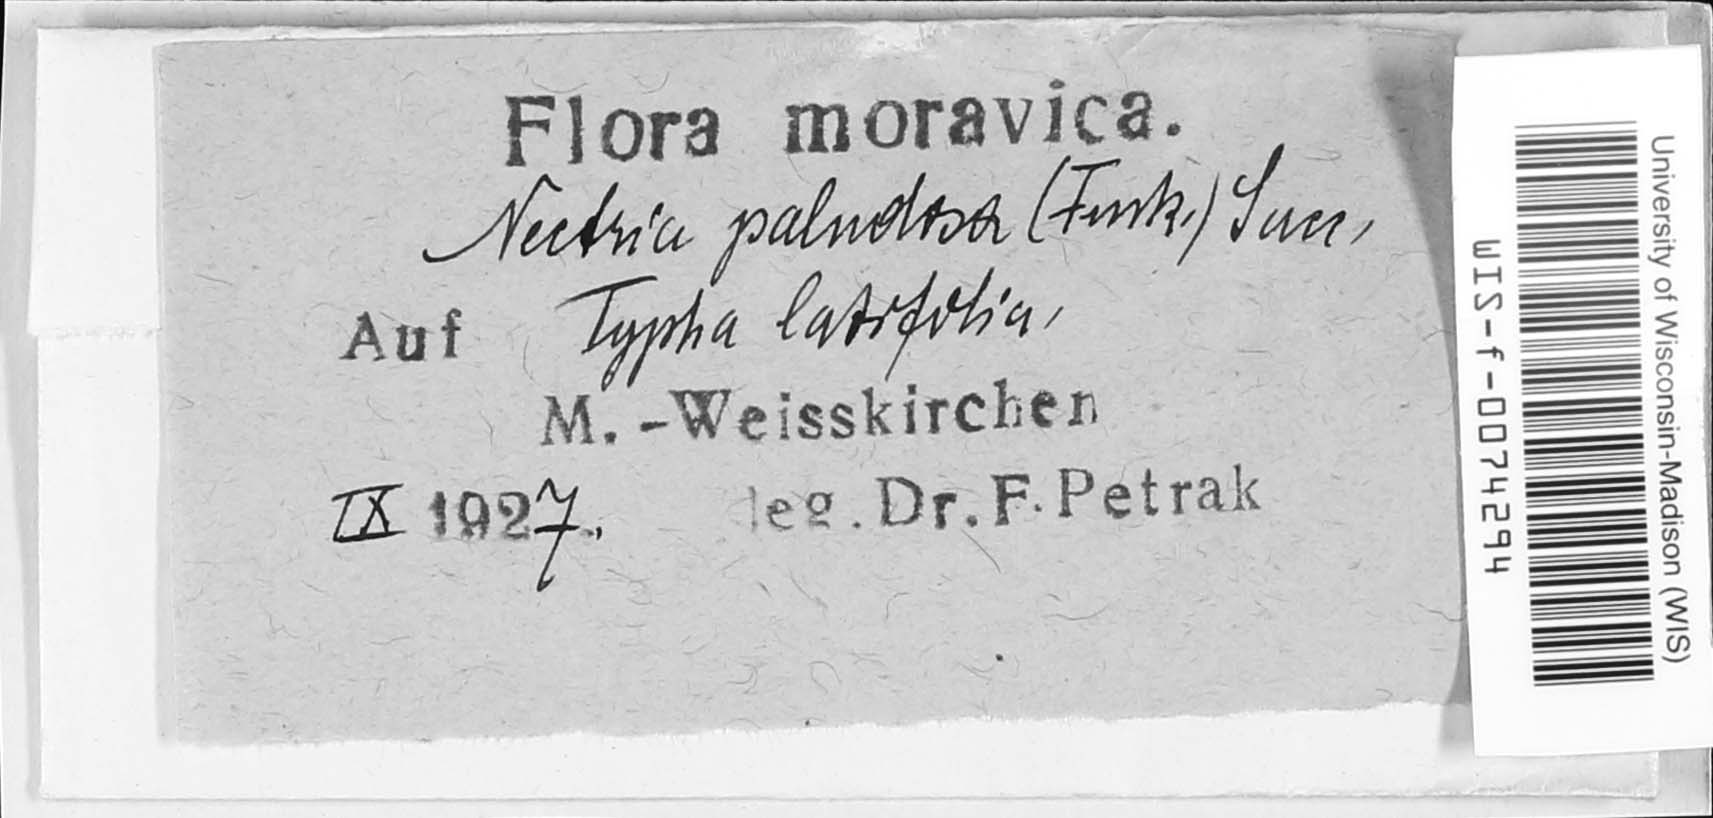 Flora moravica.
Nectria paludosa (Fuck.) Sacc.
Auf Typha latifolia,
M.-Weisskirchen
IX 1927. leg. Dr. F. Petrak
University of Wisconsin-Madison (WIS)
WIS-f-0074294